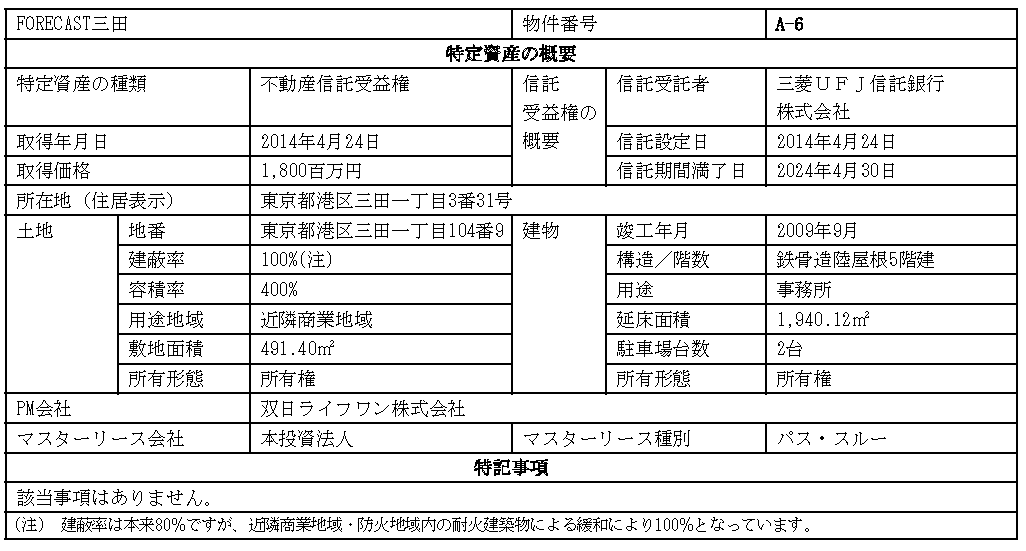 FORECAST三田 物件番号 A-6
特定資産の概要
特定資産の種類 不動産信託受益権 信託 信託受託者 三菱ＵＦＪ信託銀行
受益権の 株式会社
取得年月日 2014年4月24日 概要 信託設定日 2014年4月24日
取得価格 1,800百万円 信託期間満了日 2024年4月30日
所在地（住居表示） 東京都港区三田一丁目3番31号
土地 地番 東京都港区三田一丁目104番9 建物 竣工年月 2009年9月
建蔽率 100%(注) 構造／階数 鉄骨造陸屋根5階建
容積率 400% 用途 事務所
用途地域 近隣商業地域 延床面積 1,940.12㎡
敷地面積 491.40㎡ 駐車場台数 2台
所有形態 所有権 所有形態 所有権
PM会社 双日ライフワン株式会社
マスターリース会社 本投資法人 マスターリース種別 パス・スルー
特記事項
該当事項はありません。
(注) 建蔽率は本来80％ですが、近隣商業地域・防火地域内の耐火建築物による緩和により100％となっています。